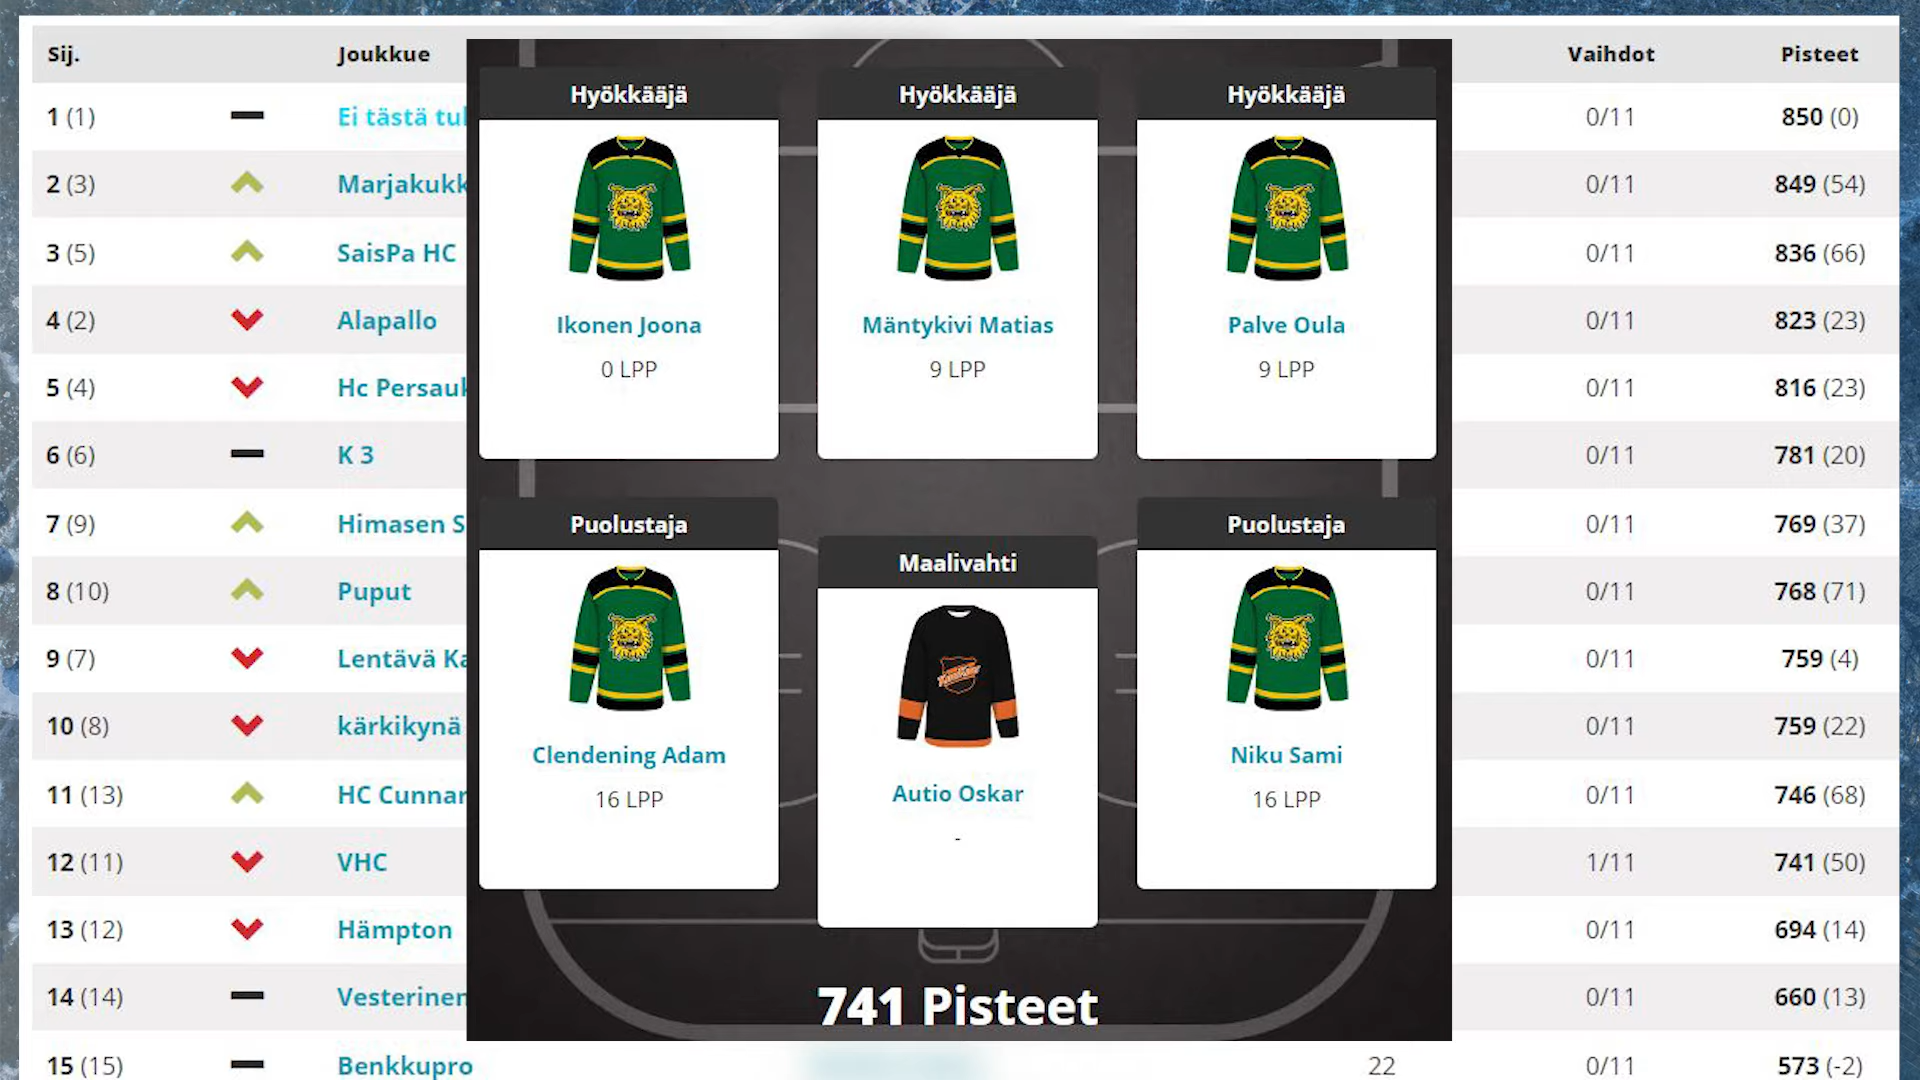 Sij. Joukkue Vaihdot Pisteet
1 (1) Ei tästä tul 0/11 850 (0)
2 (3) Marjakukk 0/11 849 (54)
3 (5) SaisPa HC 0/11 836 (66)
4 (2) Alapallo 0/11 823 (23)
5 (4) Hc Persauk 0/11 816 (23)
6 (6) K 3 0/11 781 (20)
7 (9) Himasen S 0/11 769 (37)
8 (10) Puput 0/11 768 (71)
9 (7) Lentävä Ka 0/11 759 (4)
10 (8) kärkikynä 0/11 759 (22)
11 (13) HC Cunnar 0/11 746 (68)
12 (11) VHC 1/11 741 (50)
13 (12) Hämpton 0/11 694 (14)
14 (14) Vesterinen 0/11 660 (13)
15 (15) Benkkupro 22 0/11 573 (-2)
Hyökkääjä Hyökkääjä Hyökkääjä
Ikonen Joona Mäntykivi Matias Palve Oula
0 LPP 9 LPP 9 LPP
Puolustaja Maalivahti Puolustaja
Clendening Adam Autio Oskar Niku Sami
16 LPP - 16 LPP
741 Pisteet